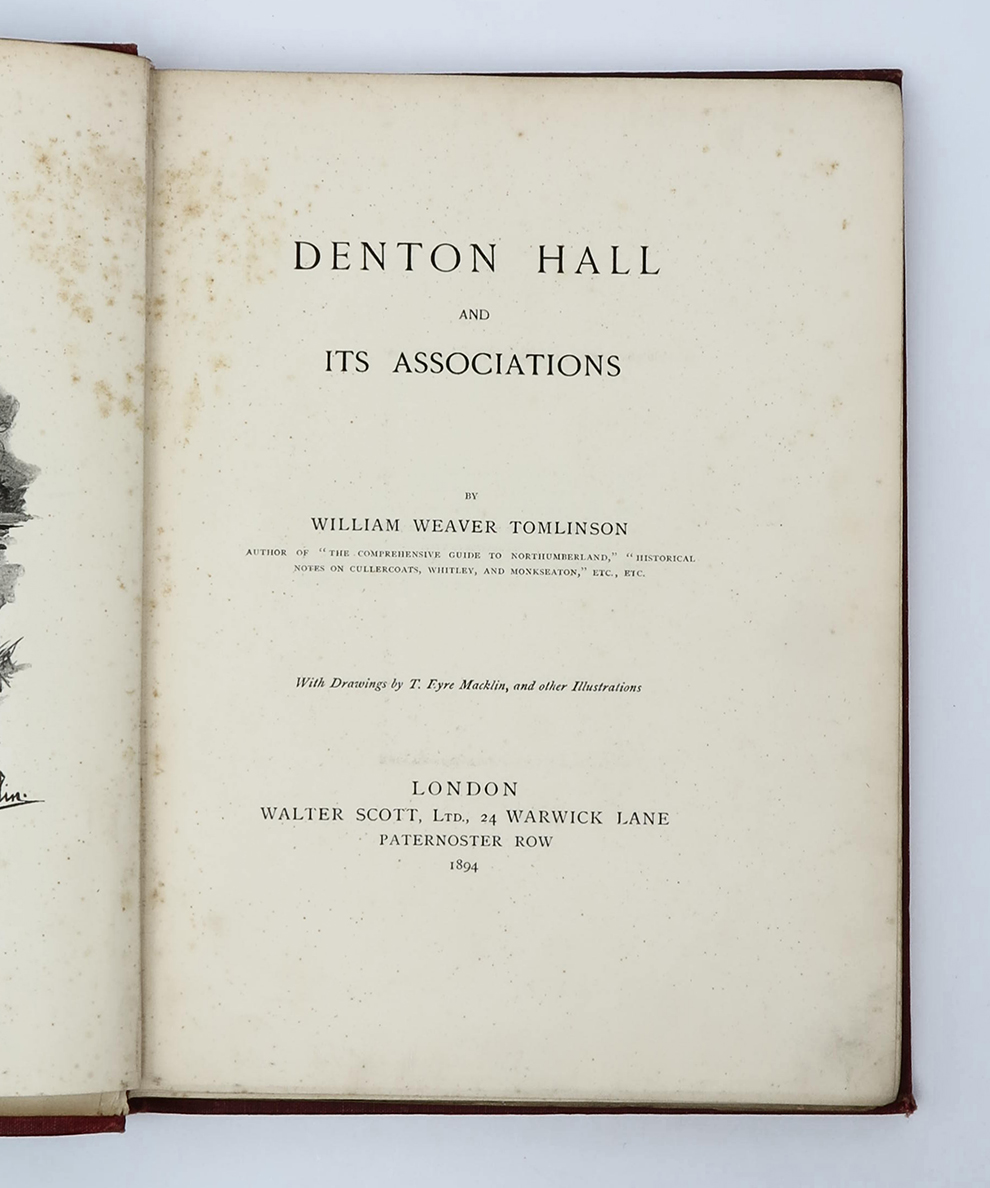 DENTON HALL
AND
ITS ASSOCIATIONS
BY
WILLIAM WEAVER TOMLINSON
AUTHOR OF "THE COMPREHENSIVE GUIDE TO NORTHUMBERLAND," "HISTORICAL
NOTES ON CULLERCOATS, WHITLEY, AND MONKSEATON," ETC., ETC.
With Drawings by T. Eyre Macklin, and other Illustrations
LONDON
WALTER SCOTT, LTD., 24 WARWICK LANE
PATERNOSTER ROW
1894